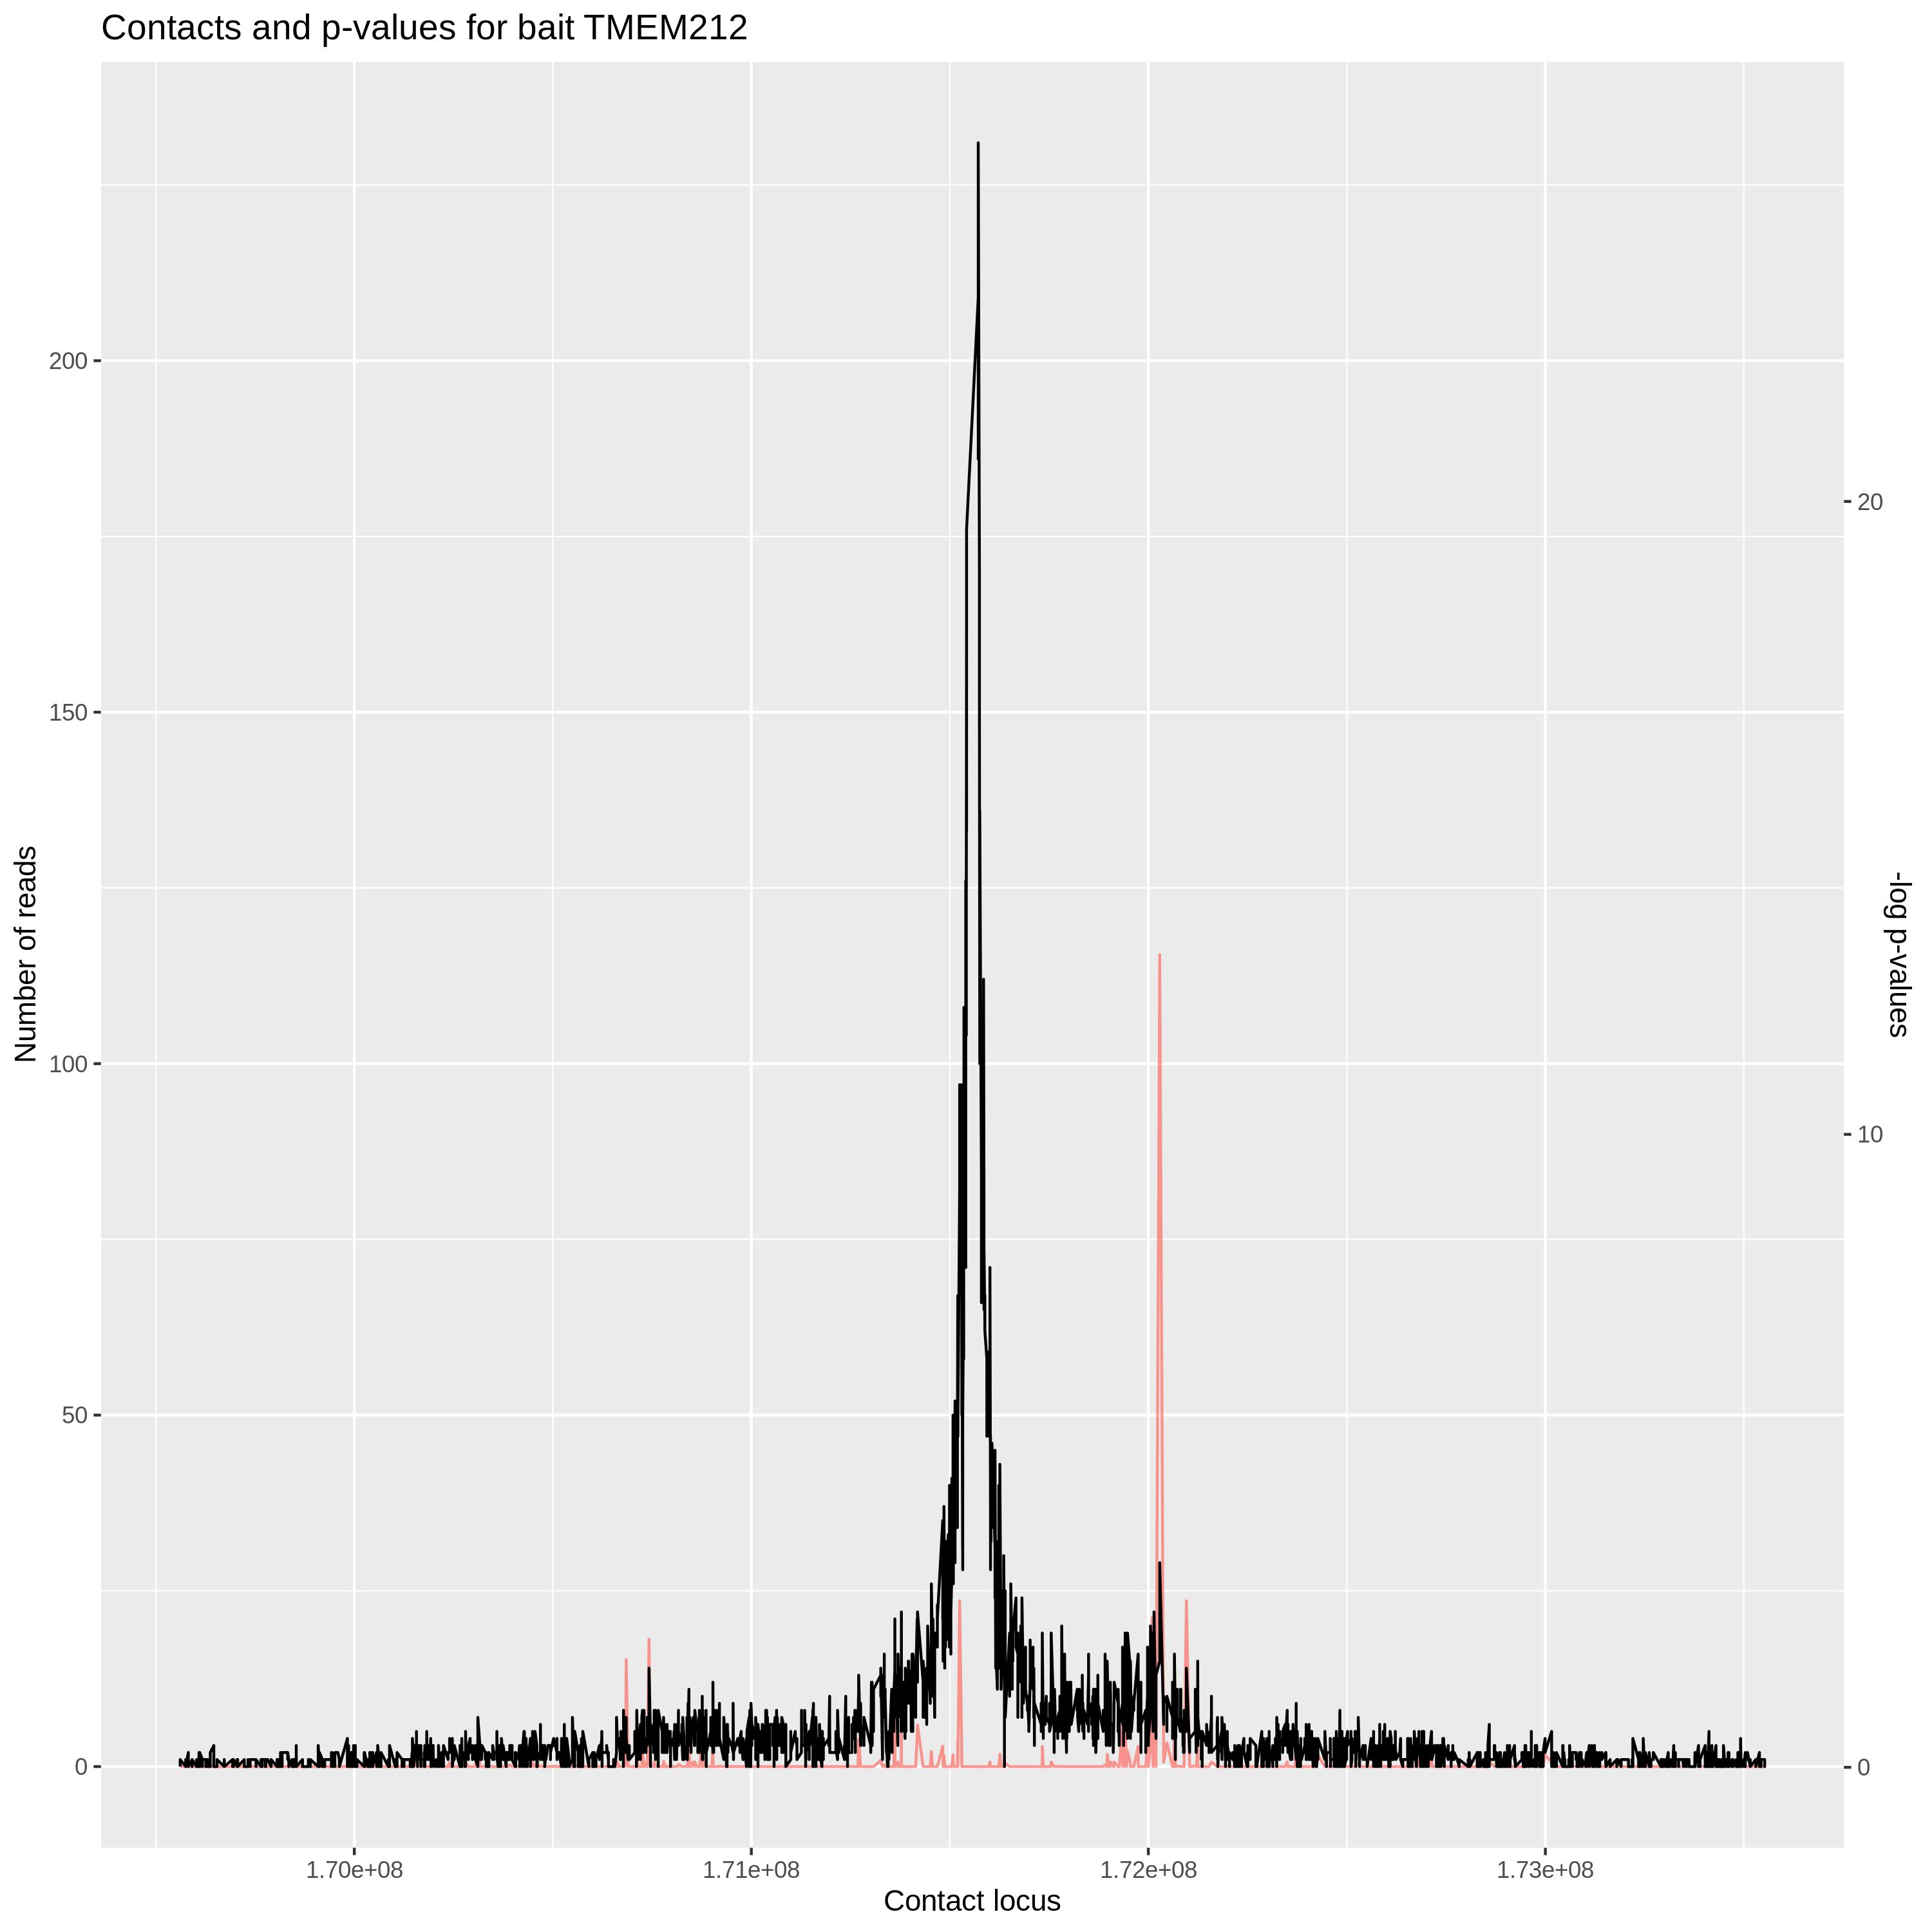 Contacts and p-values for bait TMEM212
Number of reads
200
150
100
50
0
20
10
0
-log p-values
1.70e+08
1.71e+08
1.72e+08
1.73e+08
Contact locus